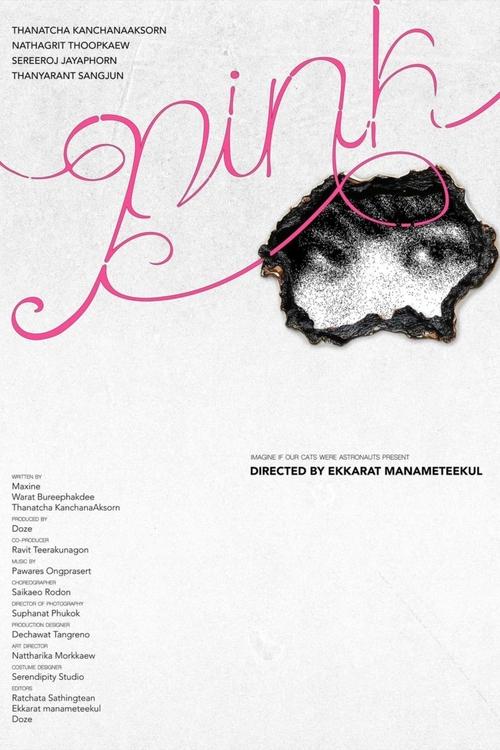 THANATCHA KANCHANAAKSORN
NATHAGRIT THOOPKAEW
SEREEROJ JAYAPHORN
THANYARANT SANGJUN
pink
IMAGINE IF OUR CATS WERE ASTRONAUTS PRESENT
DIRECTED BY EKKARAT MANAMETEEKUL
WRITTEN BY
Maxine
Warat Bureephakdee
Thanatcha KanchanaAksorn
PRODUCED BY
Doze
CO-PRODUCER
Ravit Teerakunagon
MUSIC BY
Pawares Ongprasert
CHOREOGRAPHER
Saikaeo Rodon
DIRECTOR OF PHOTOGRAPHY
Suphanat Phukok
PRODUCTION DESIGNER
Dechawat Tangreno
ART DIRECTOR
Nattharika Morkkaew
COSTUME DESIGNER
Serendipity Studio
EDITORS
Ratchata Sathingtean
Ekkarat manameteekul
Doze